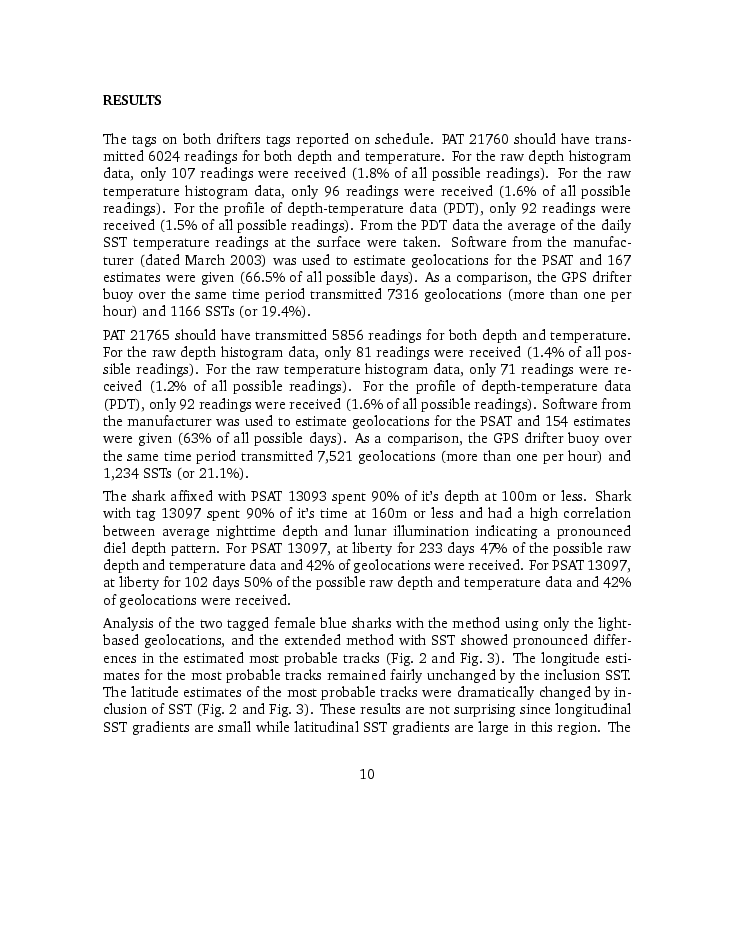 RESULTS
The tags on both drifters tags reported on schedule. PAT 21760 should have trans-
mitted 6024 readings for both depth and temperature. For the raw depth histogram
data, only 107 readings were received (1.8% of all possible readings). For the raw
temperature histogram data, only 96 readings were received (1.6% of all possible
readings). For the profile of depth-temperature data (PDT), only 92 readings were
received (1.5% of all possible readings). From the PDT data the average of the daily
SST temperature readings at the surface were taken. Software from the manufac-
turer (dated March 2003) was used to estimate geolocations for the PSAT and 167
estimates were given (66.5% of all possible days). As a comparison, the GPS drifter
buoy over the same time period transmitted 7316 geolocations (more than one per
hour) and 1166 SSTs (or 19.4%).
PAT 21765 should have transmitted 5856 readings for both depth and temperature.
For the raw depth histogram data, only 81 readings were received (1.4% of all pos-
sible readings). For the raw temperature histogram data, only 71 readings were re-
ceived (1.2% of all possible readings). For the profile of depth-temperature data
(PDT), only 92 readings were received (1.6% of all possible readings). Software from
the manufacturer was used to estimate geolocations for the PSAT and 154 estimates
were given (63% of all possible days). As a comparison, the GPS drifter buoy over
the same time period transmitted 7,521 geolocations (more than one per hour) and
1,234 SSTs (or 21.1%).
The shark affixed with PSAT 13093 spent 90% of it's depth at 100m or less. Shark
with tag 13097 spent 90% of it's time at 160m or less and had a high correlation
between average nighttime depth and lunar illumination indicating a pronounced
diel depth pattern. For PSAT 13097, at liberty for 233 days 47% of the possible raw
depth and temperature data and 42% of geolocations were received. For PSAT 13097,
at liberty for 102 days 50% of the possible raw depth and temperature data and 42%
of geolocations were received.
Analysis of the two tagged female blue sharks with the method using only the light-
based geolocations, and the extended method with SST showed pronounced differ-
ences in the estimated most probable tracks (Fig. 2 and Fig. 3). The longitude esti-
mates for the most probable tracks remained fairly unchanged by the inclusion SST.
The latitude estimates of the most probable tracks were dramatically changed by in-
clusion of SST (Fig. 2 and Fig. 3). These results are not surprising since longitudinal
SST gradients are small while latitudinal SST gradients are large in this region. The
10